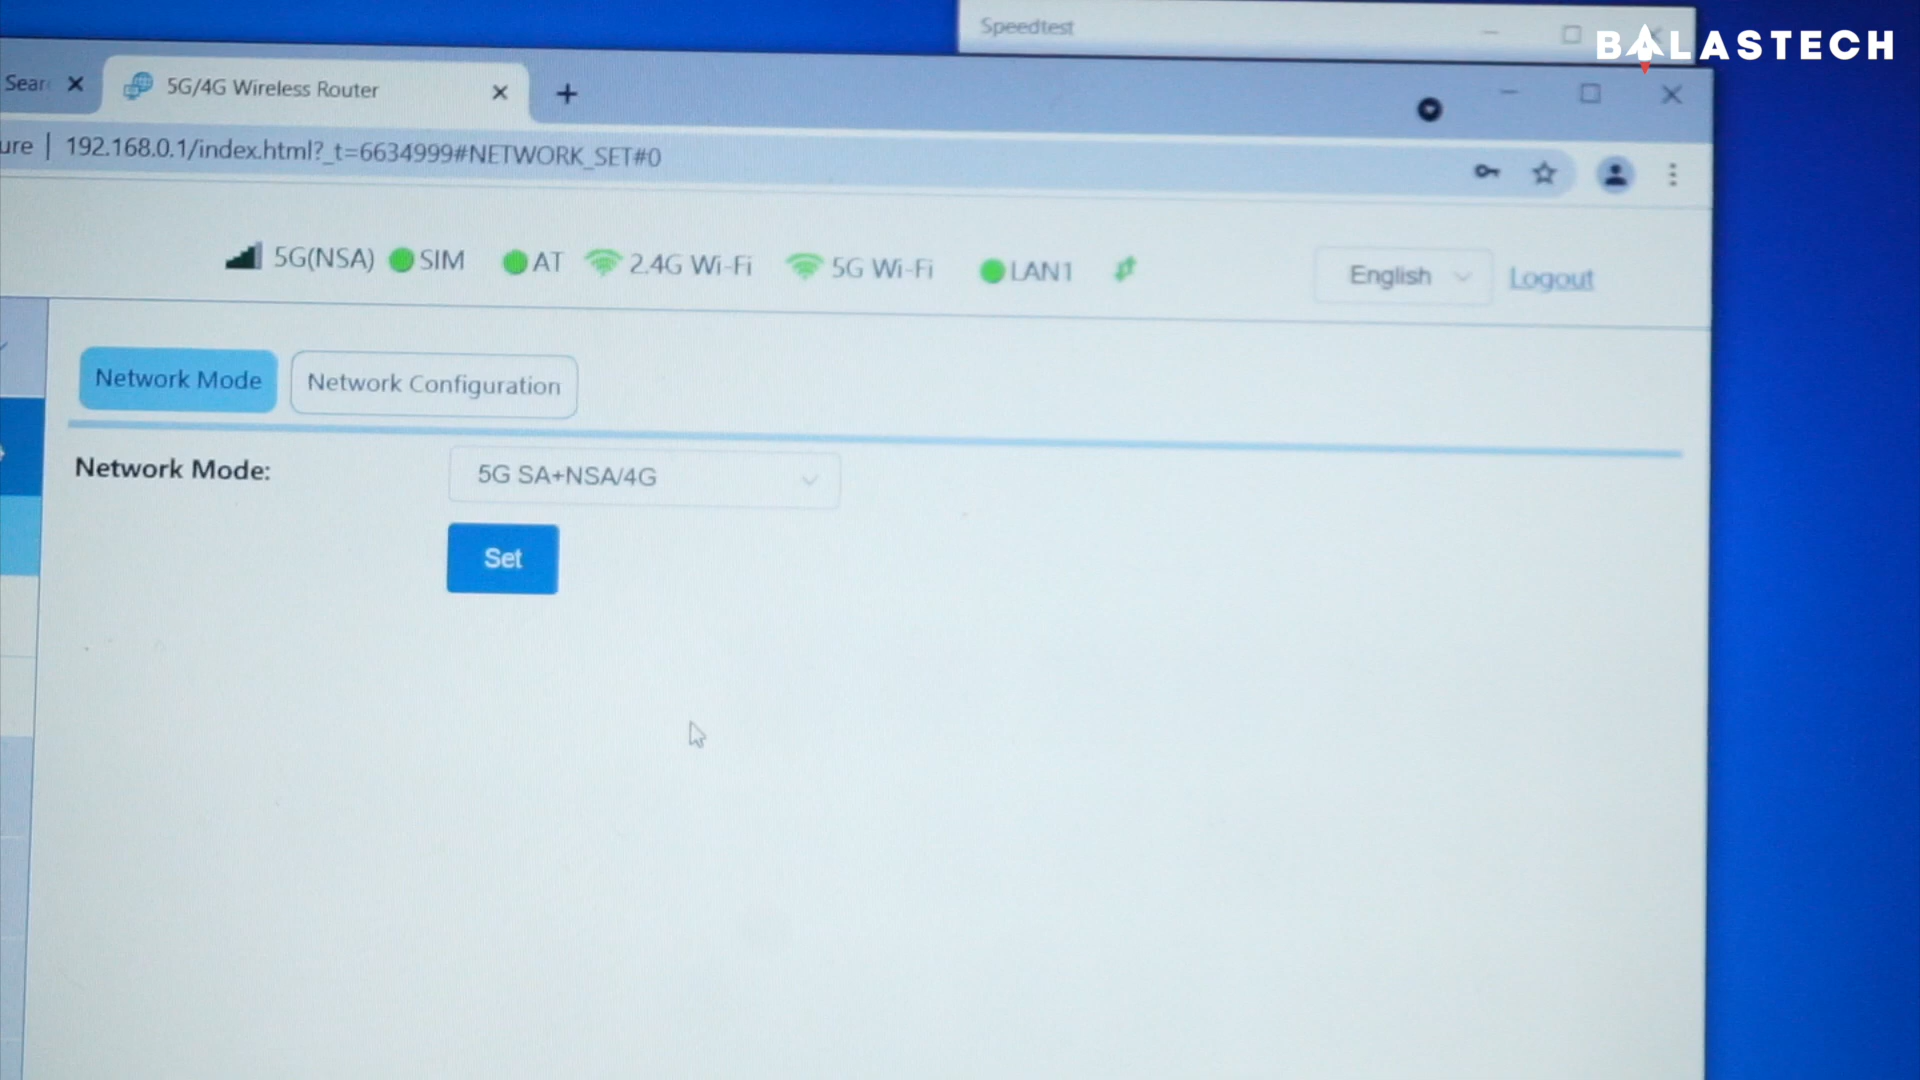 Speedtest
BALASTECH
Sear
5G/4G Wireless Router
ure | 192.168.0.1/index.html?_t=6634999#NETWORK_SET#0
5G(NSA) SIM AT 2.4G Wi-Fi 5G Wi-Fi LAN1 English Logout
Network Mode Network Configuration
Network Mode: 5G SA+NSA/4G
Set